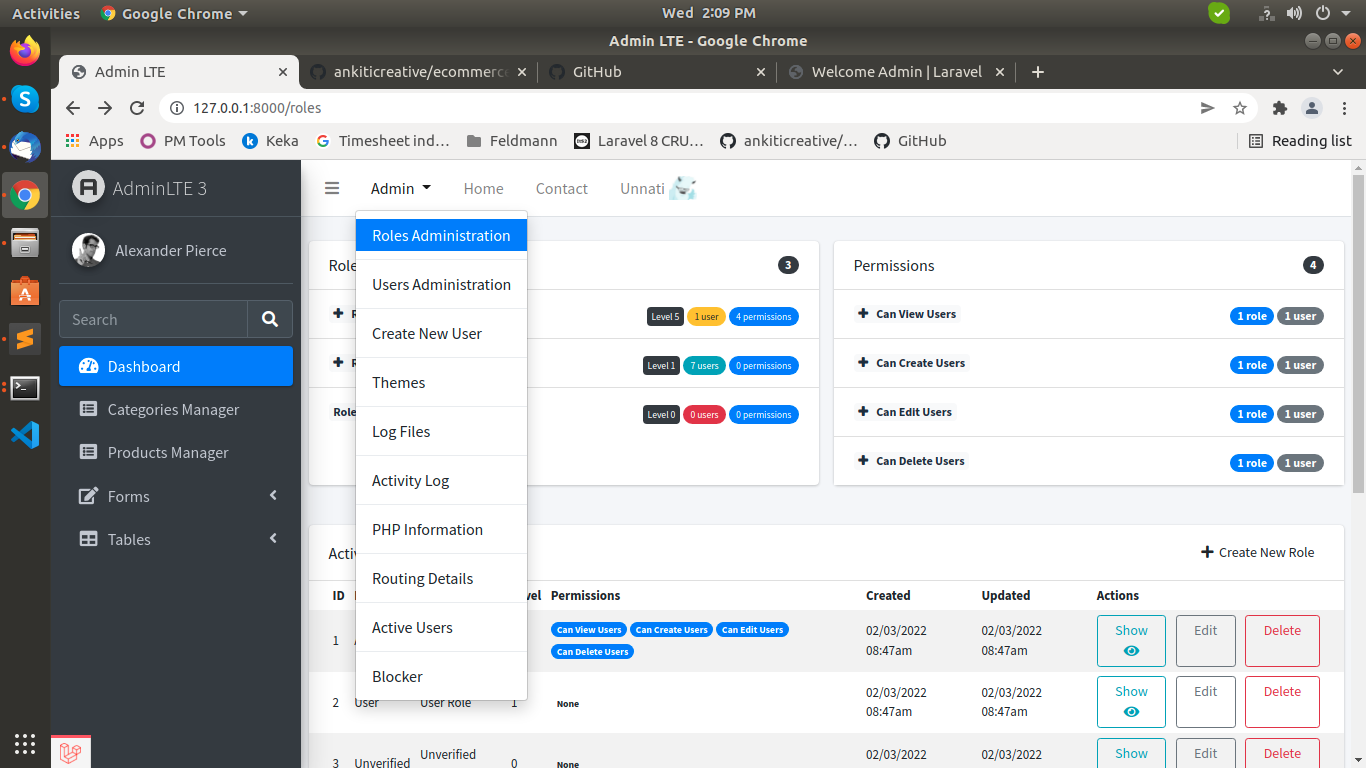 Activities Google Chrome Wed 2:09 PM
Admin LTE - Google Chrome
Admin LTE ankiticreative/ecommerce GitHub Welcome Admin | Laravel
127.0.0.1:8000/roles
Apps PM Tools Keka Timesheet ind… Feldmann Laravel 8 CRU… ankiticreative/… GitHub Reading list
AdminLTE 3
Alexander Pierce
Search
Dashboard
Categories Manager
Products Manager
Forms
Tables
Admin Home Contact Unnati
Roles Administration
Users Administration
Create New User
Themes
Log Files
Activity Log
PHP Information
Routing Details
Active Users
Blocker
3
Level 5 1 user 4 permissions
Level 1 7 users 0 permissions
Level 0 0 users 0 permissions
Permissions 4
Can View Users 1 role 1 user
Can Create Users 1 role 1 user
Can Edit Users 1 role 1 user
Can Delete Users 1 role 1 user
Create New Role
ID Permissions Created Updated Actions
1 Can View Users Can Create Users Can Edit Users 02/03/2022 02/03/2022 Show Edit Delete
Can Delete Users 08:47am 08:47am
2 User User Role 1 None 02/03/2022 02/03/2022 Show Edit Delete
08:47am 08:47am
3 Unverified Unverified 0 None 02/03/2022 02/03/2022 Show Edit Delete